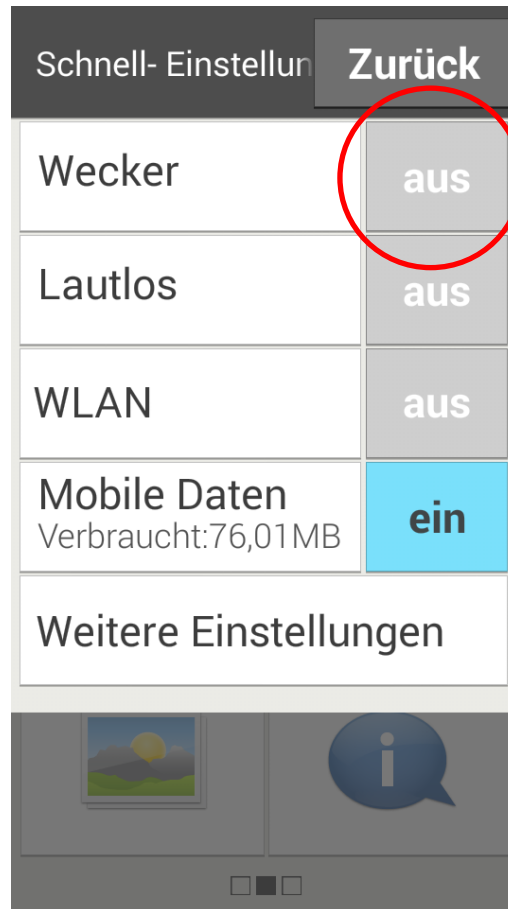 Schnell- Einstellun
Zurück
Wecker
aus
Lautlos
aus
WLAN
aus
Mobile Daten
Verbraucht:76,01MB
ein
Weitere Einstellungen
i